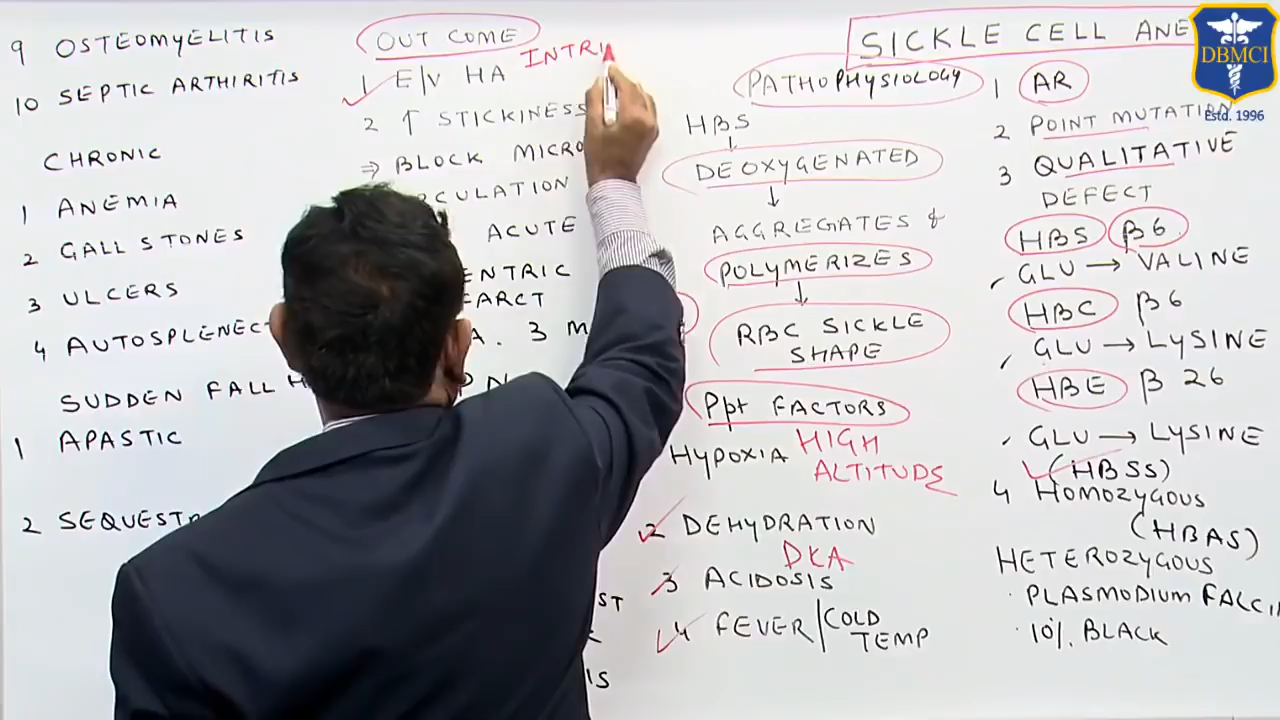 9 OSTEOMyELITIS
10 SEPTIC ARTHIRITIS
CHRONIC
1 ANEMIA
2 GALL STONES
3 ULCERS
4 AUTOSPLENECT
SUDDEN FALL H
1 APASTIC
2 SEQUEST
OUT COME
1 E/V HA INTRI
2 ↑ STICKINESS
⇒ BLOCK MICRO
RCULATION
ACUTE
ENTRIC
FARCT
A. 3 M
PN
ST
IS
PATHOPHYSIOLOGY
HBS
↓
DEOXYGENATED
↓
AGGREGATES &
POLYMERIZES
↓
RBC SICKLE
SHAPE
Ppt FACTORS
HypoxIA HIGH
ALTITUDE
2 DEHyDRATION
DKA
3 ACIDOSIS
4 FEVER/COLD
TEMP
SICKLE CELL ANE
1 AR
2 POINT MUTATION
3 QUALITATIVE
DEFECT
HBS β6
GLU → VALINE
HBC β6
GLU → LySINE
HBE β 26
GLU → LySINE
(HBSS)
4 HOMOZYGOUS
(HBAS)
HETEROZYGOUS
· PLASMODIUM FALCI
· 10% BLACK
DBMCI
Estd. 1996